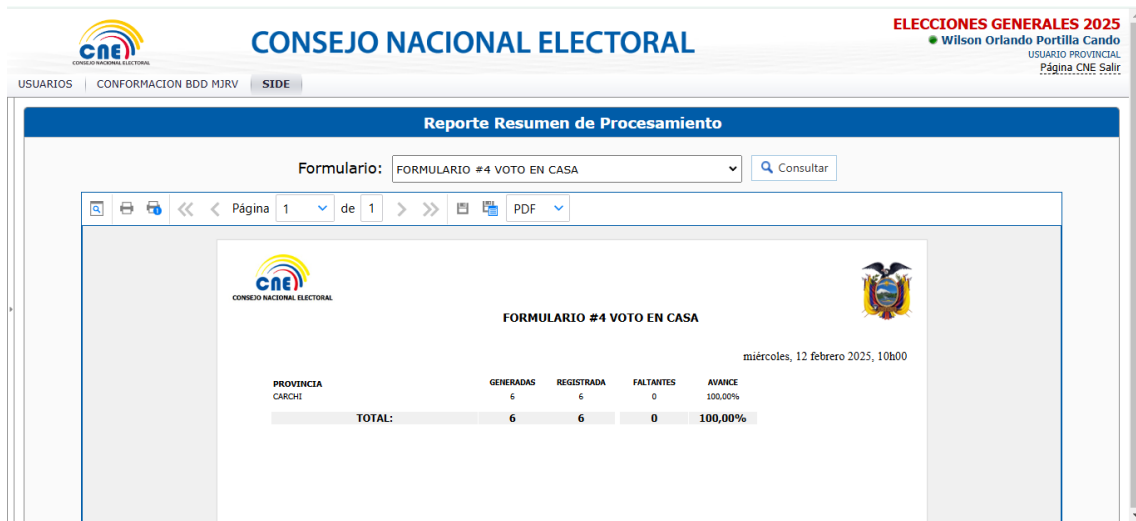 CNE
CONSEJO NACIONAL ELECTORAL
CONSEJO NACIONAL ELECTORAL
ELECCIONES GENERALES 2025
Wilson Orlando Portilla Cando
USUARIO PROVINCIAL
Página CNE Salir
USUARIOS CONFORMACION BDD MJRV SIDE
Reporte Resumen de Procesamiento
Formulario: FORMULARIO #4 VOTO EN CASA Consultar
Página 1 de 1 PDF
CNE
CONSEJO NACIONAL ELECTORAL
FORMULARIO #4 VOTO EN CASA
miércoles, 12 febrero 2025, 10h00
PROVINCIA GENERADAS REGISTRADA FALTANTES AVANCE
CARCHI 6 6 0 100,00%
TOTAL: 6 6 0 100,00%